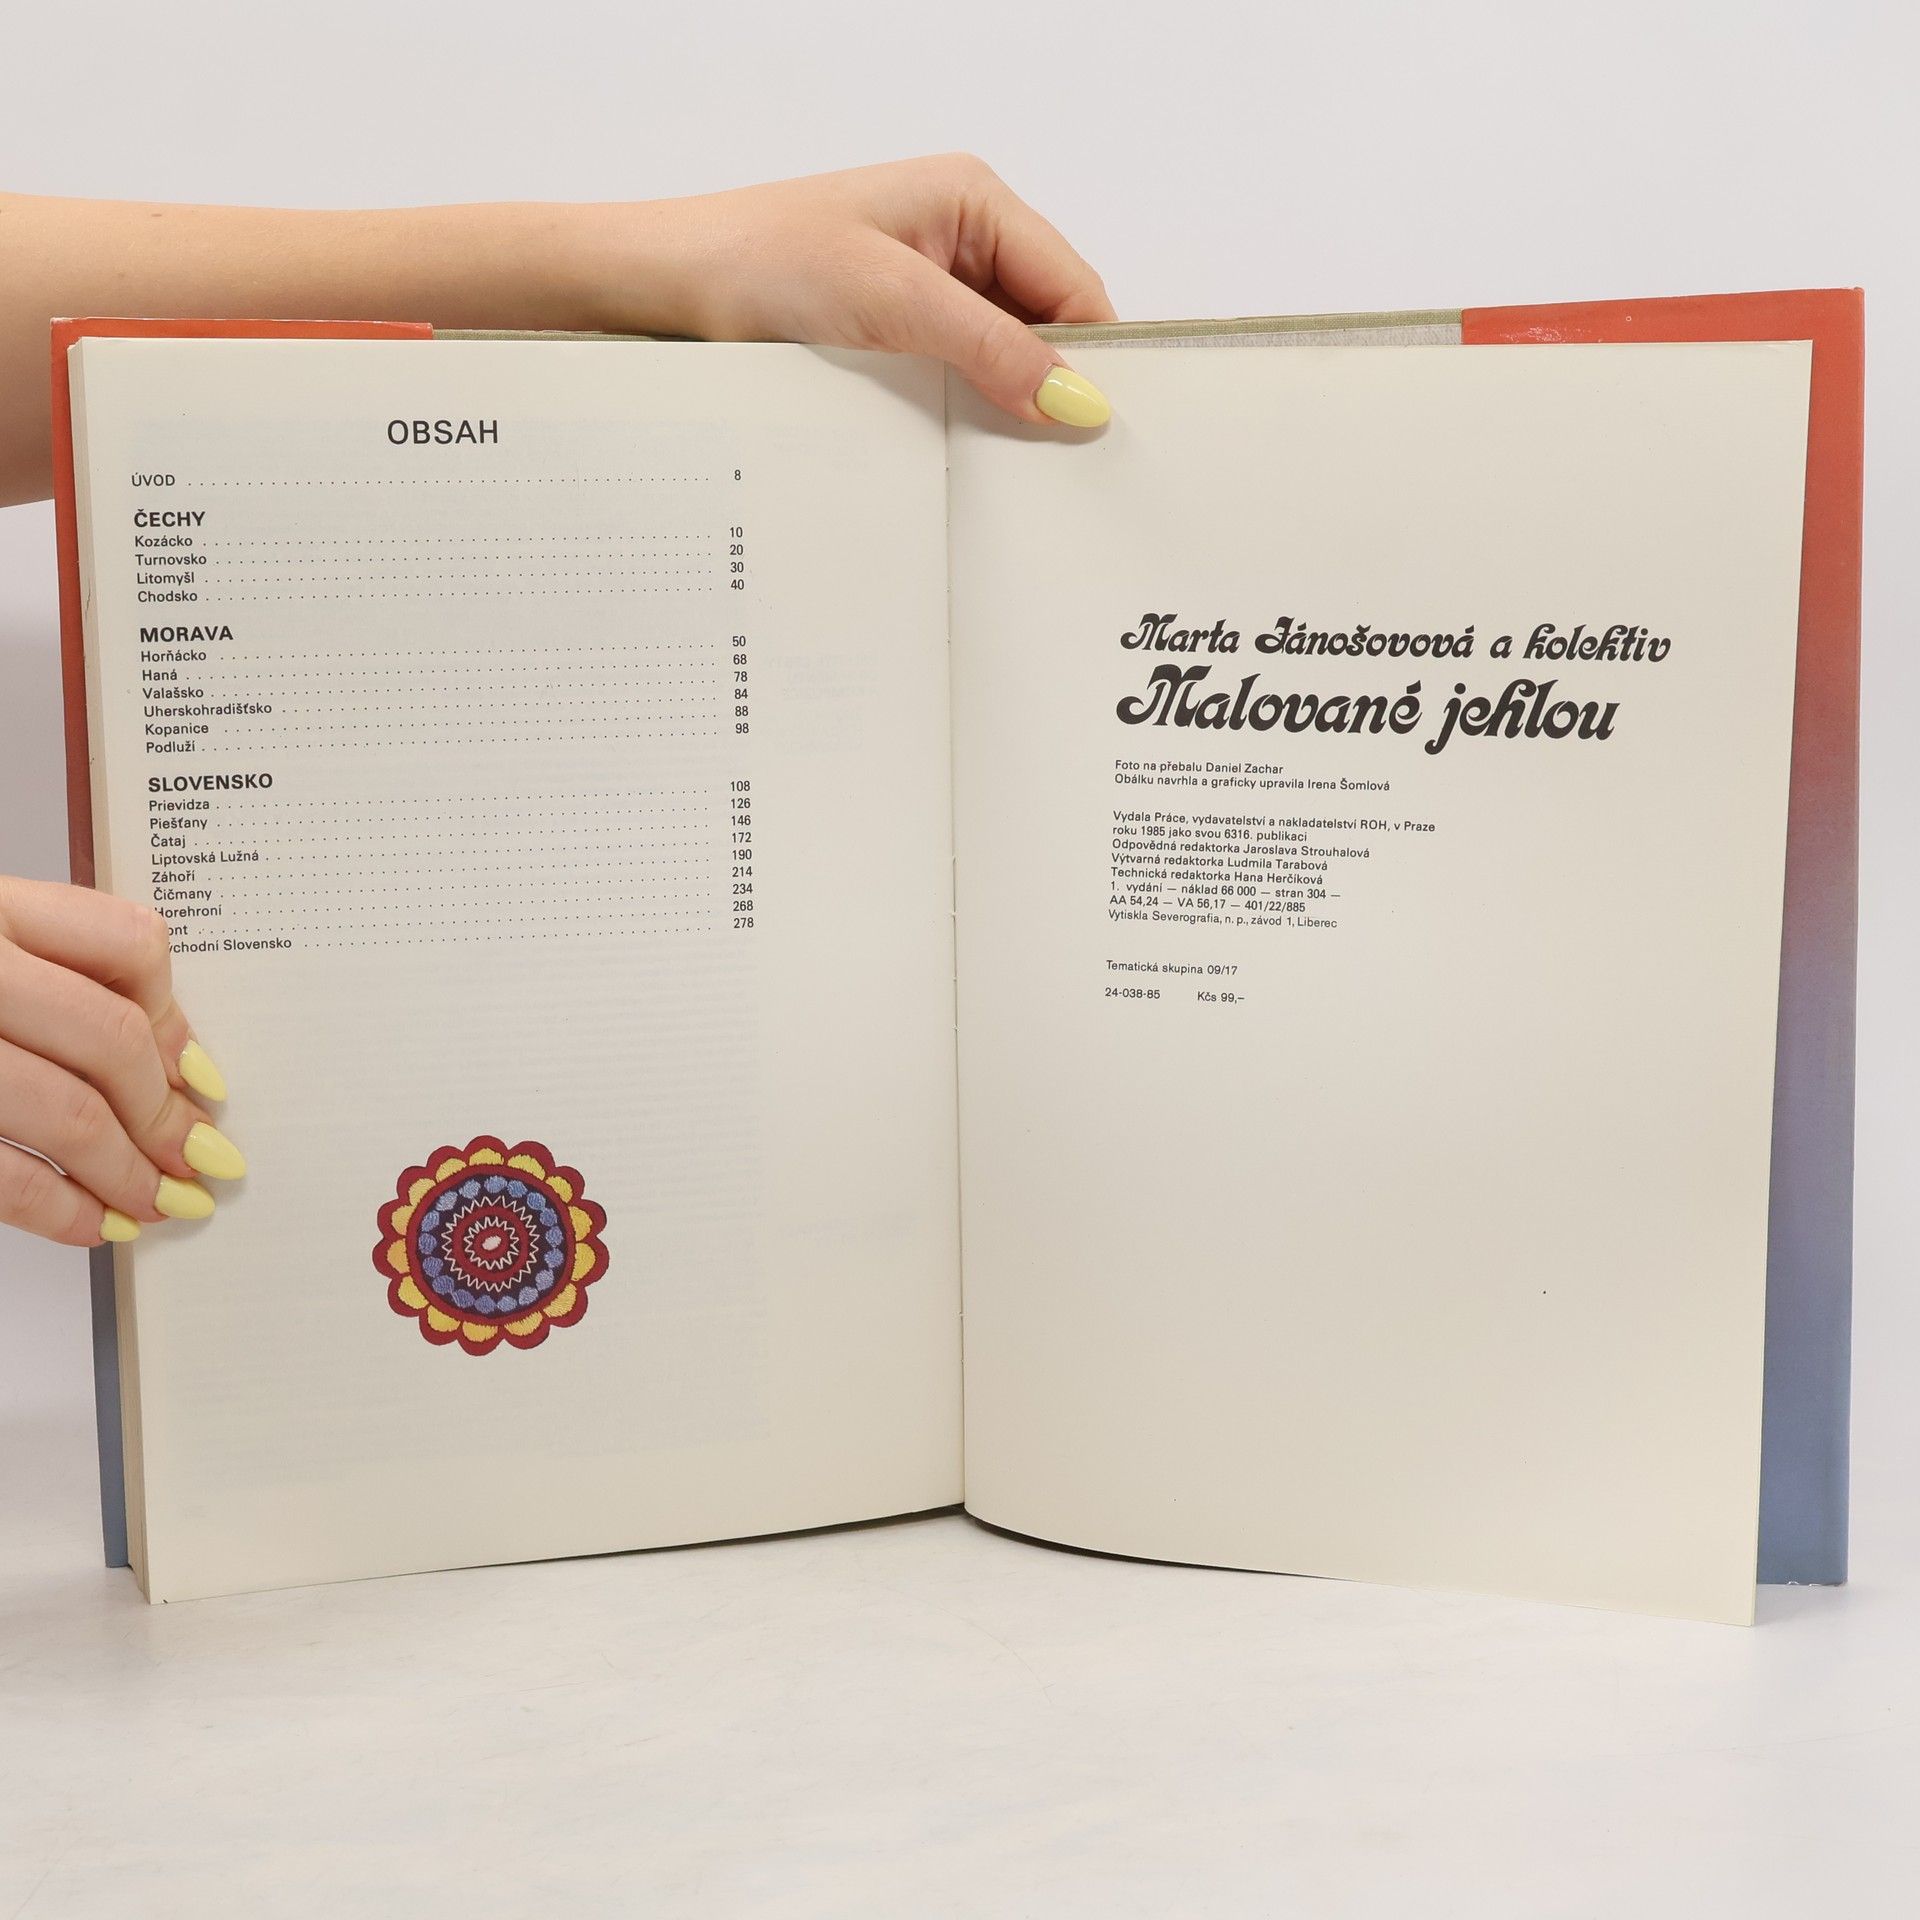 OBSAH
ÚVOD . . . . . . . . . . 8
ČECHY
Kozácko . . . . . . . . . . 10
Turnovsko . . . . . . . . . . 20
Litomyšl . . . . . . . . . . 30
Chodsko . . . . . . . . . . 40
MORAVA
Horňácko . . . . . . . . . . 50
Haná . . . . . . . . . . 68
Valašsko . . . . . . . . . . 78
Uherskohradišťsko . . . . . . . . . . 84
Kopanice . . . . . . . . . . 88
Podluží . . . . . . . . . . 98
SLOVENSKO
Prievidza . . . . . . . . . . 108
Piešťany . . . . . . . . . . 126
Čataj . . . . . . . . . . 146
Liptovská Lužná . . . . . . . . . . 172
Záhoří . . . . . . . . . . 190
Čičmany . . . . . . . . . . 214
Horehroní . . . . . . . . . . 234
ont . . . . . . . . . . 268
ýchodní Slovensko . . . . . . . . . . 278
Marta Jánošovová a kolektiv
Malované jehlou
Foto na přebalu Daniel Zachar
Obálku navrhla a graficky upravila Irena Šomlová
Vydala Práce, vydavatelství a nakladatelství ROH, v Praze
roku 1985 jako svou 6316. publikaci
Odpovědná redaktorka Jaroslava Strouhalová
Výtvarná redaktorka Ludmila Tarabová
Technická redaktorka Hana Herčíková
1. vydání — náklad 66 000 — stran 304 —
AA 54,24 — VA 56,17 — 401/22/885
Vytiskla Severografia, n. p., závod 1, Liberec
Tematická skupina 09/17
24-038-85 Kčs 99,–